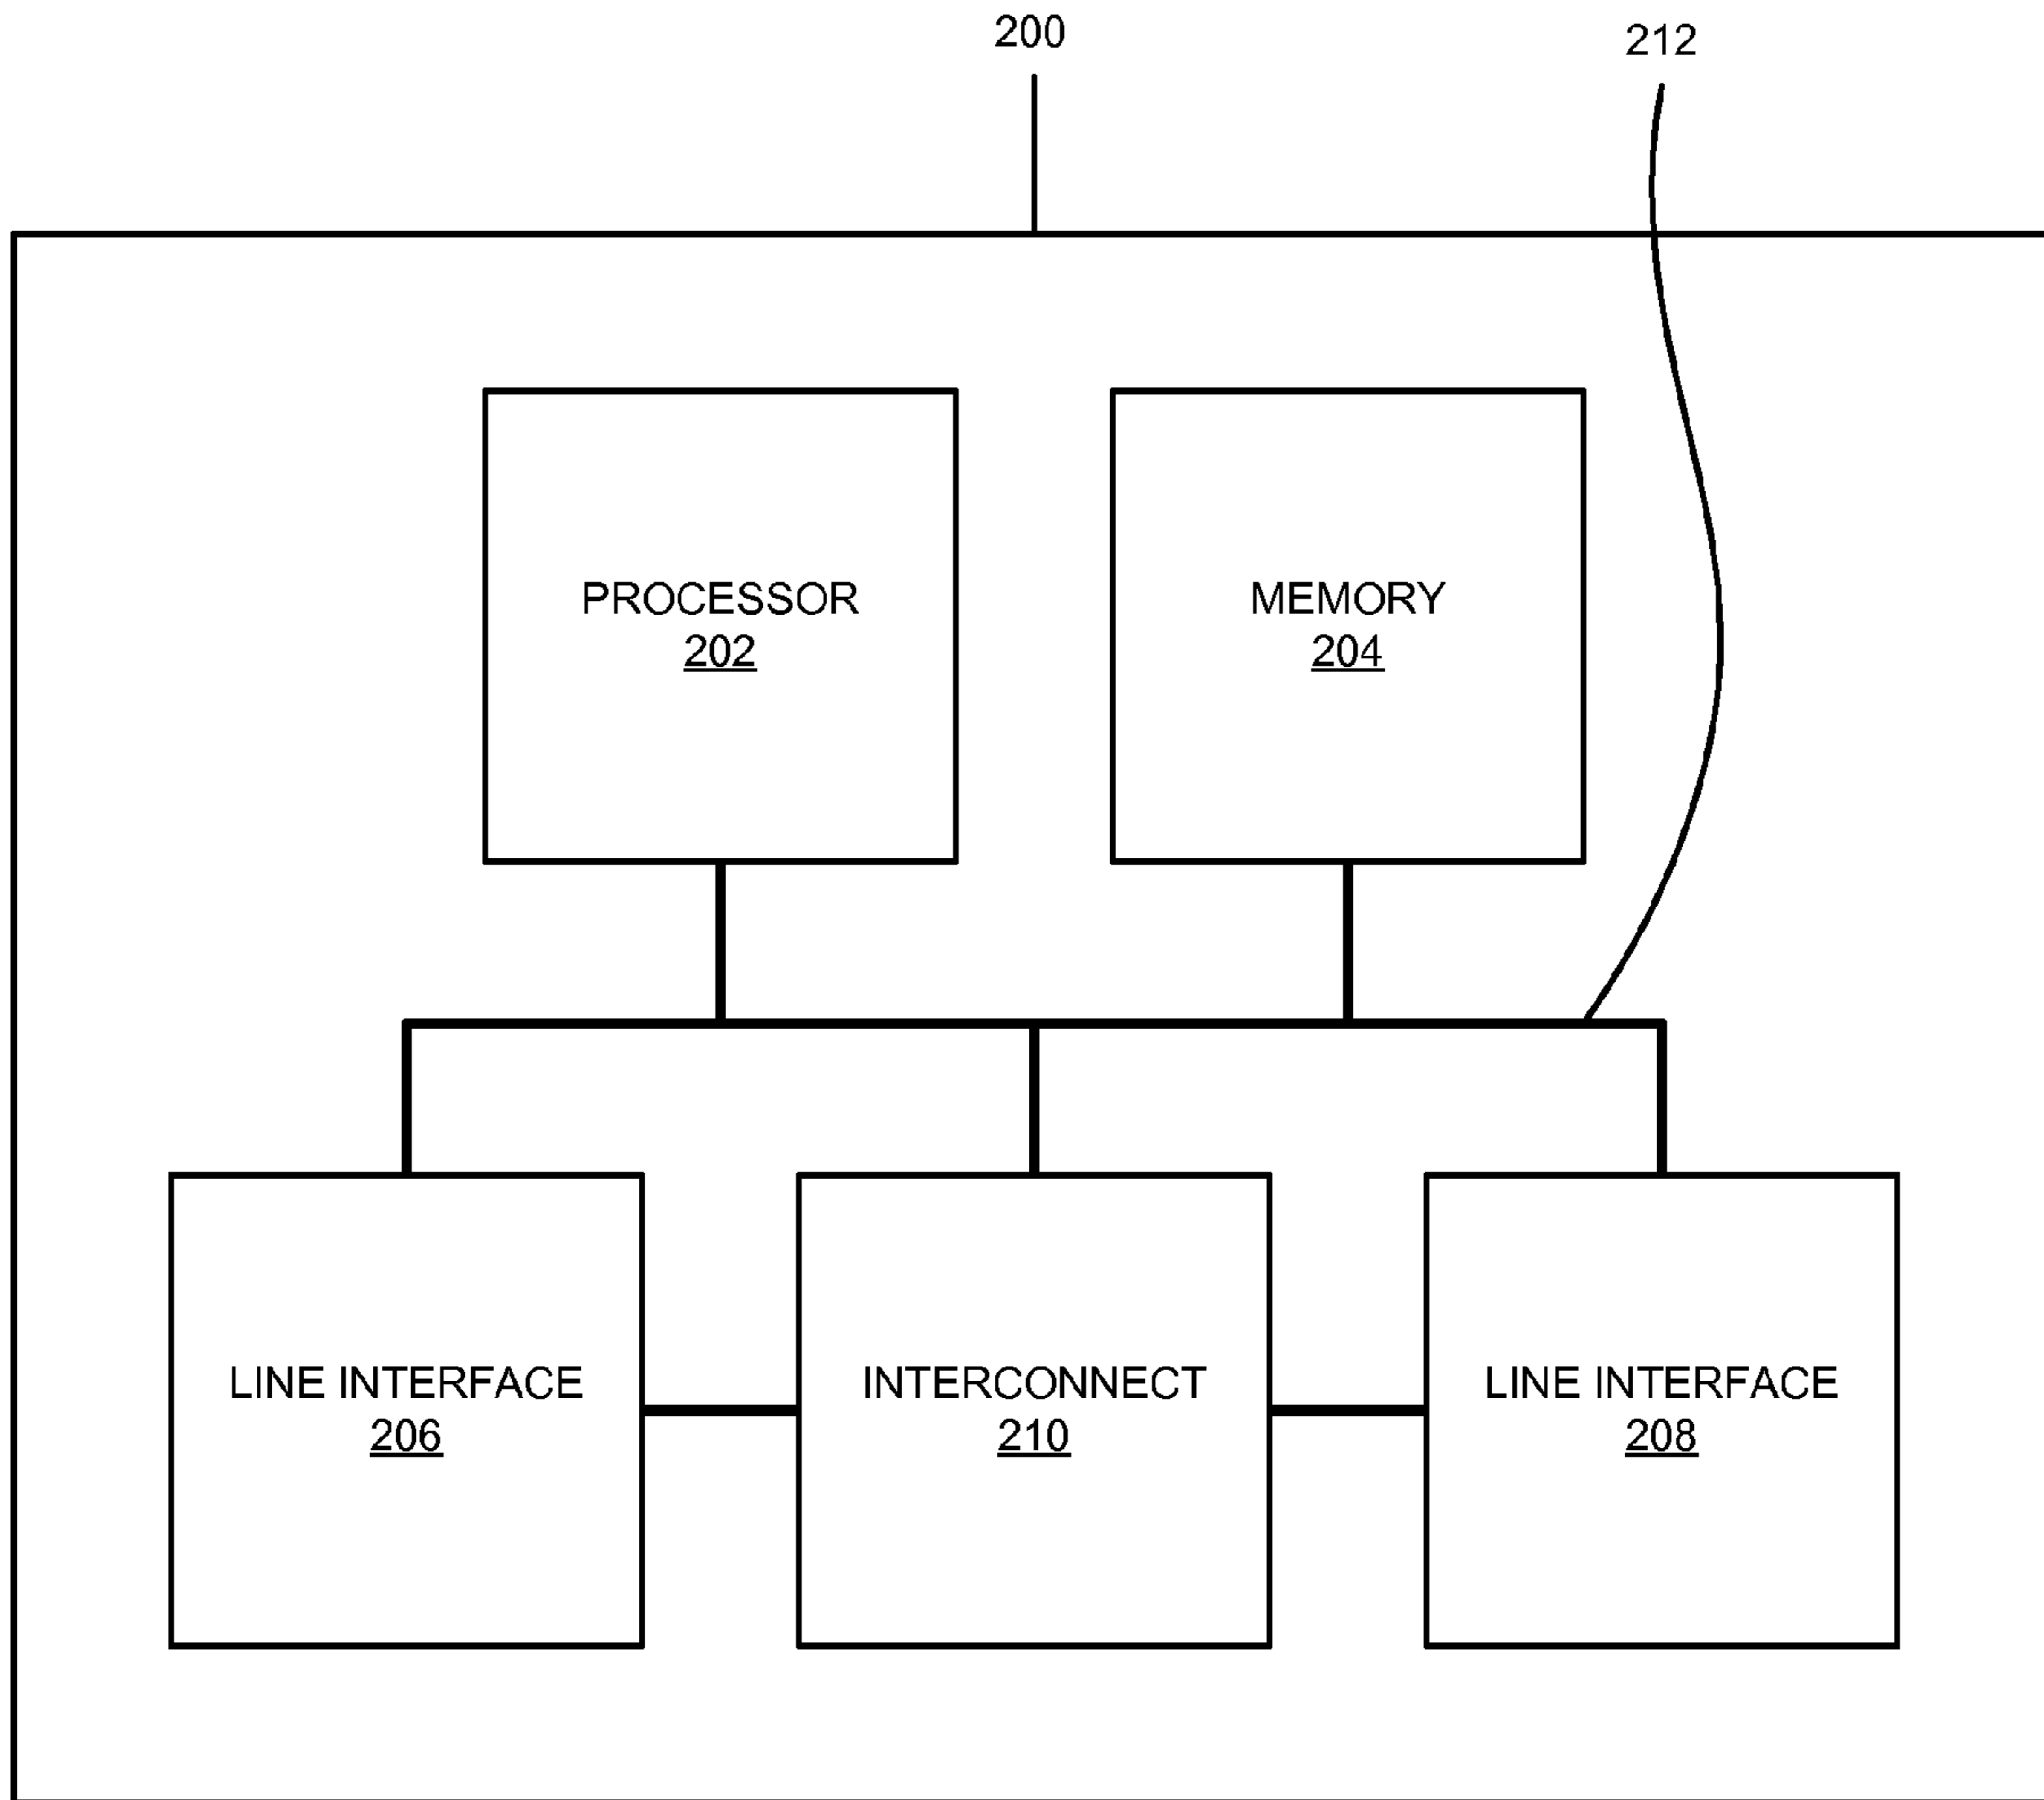 200
212
PROCESSOR
202
MEMORY
204
LINE INTERFACE
206
INTERCONNECT
210
LINE INTERFACE
208